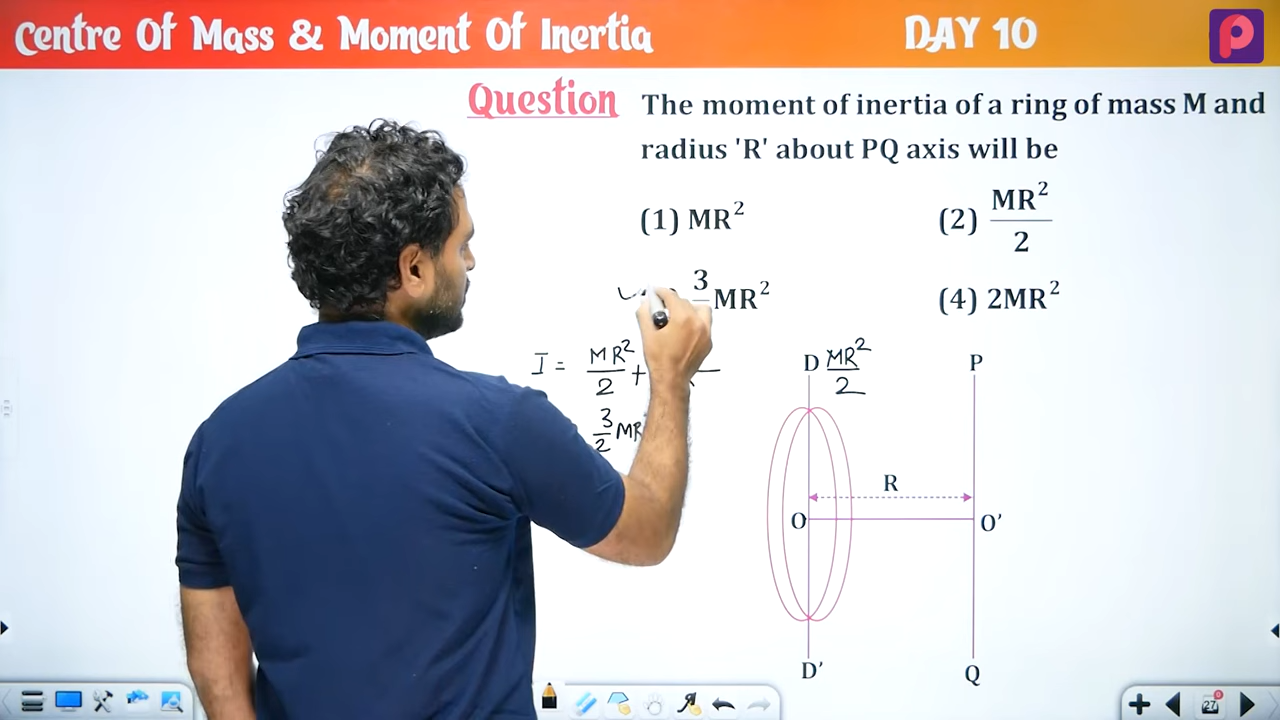 Centre Of Mass & Moment Of Inertia
DAY 10
Question The moment of inertia of a ring of mass M and
radius 'R' about PQ axis will be
(1) MR²
(2) MR²/2
3 MR²
(4) 2MR²
I = MR²/2 +
3/2 MR
D MR²/2
P
R
O
O'
D'
Q
27